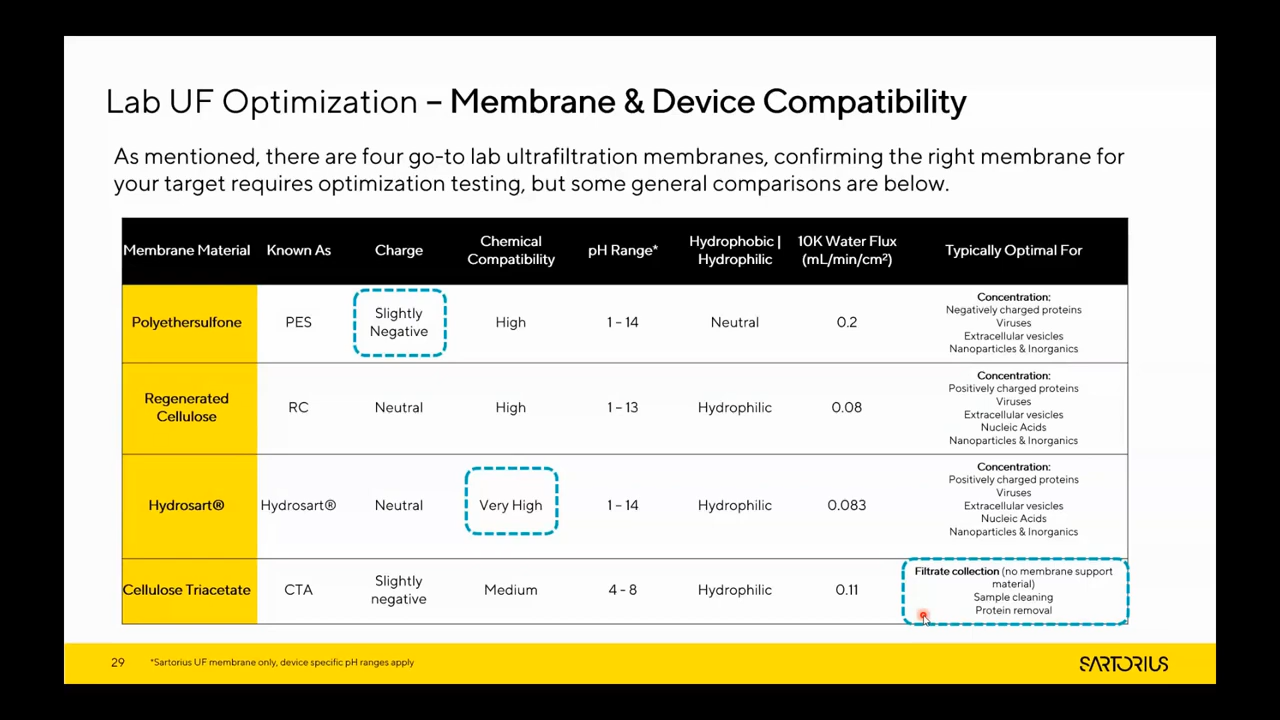 Lab UF Optimization – Membrane & Device Compatibility
As mentioned, there are four go-to lab ultrafiltration membranes, confirming the right membrane for
your target requires optimization testing, but some general comparisons are below.
Membrane Material
Known As
Charge
Chemical
Compatibility
pH Range*
Hydrophobic |
Hydrophilic
10K Water Flux
(mL/min/cm²)
Typically Optimal For
Polyethersulfone
PES
Slightly
Negative
High
1 – 14
Neutral
0.2
Concentration:
Negatively charged proteins
Viruses
Extracellular vesicles
Nanoparticles & Inorganics
Regenerated
Cellulose
RC
Neutral
High
1 – 13
Hydrophilic
0.08
Concentration:
Positively charged proteins
Viruses
Extracellular vesicles
Nucleic Acids
Nanoparticles & Inorganics
Hydrosart®
Hydrosart®
Neutral
Very High
1 – 14
Hydrophilic
0.083
Concentration:
Positively charged proteins
Viruses
Extracellular vesicles
Nucleic Acids
Nanoparticles & Inorganics
Cellulose Triacetate
CTA
Slightly
negative
Medium
4 - 8
Hydrophilic
0.11
Filtrate collection (no membrane support
material)
Sample cleaning
Protein removal
29
*Sartorius UF membrane only, device specific pH ranges apply
SARTORIUS